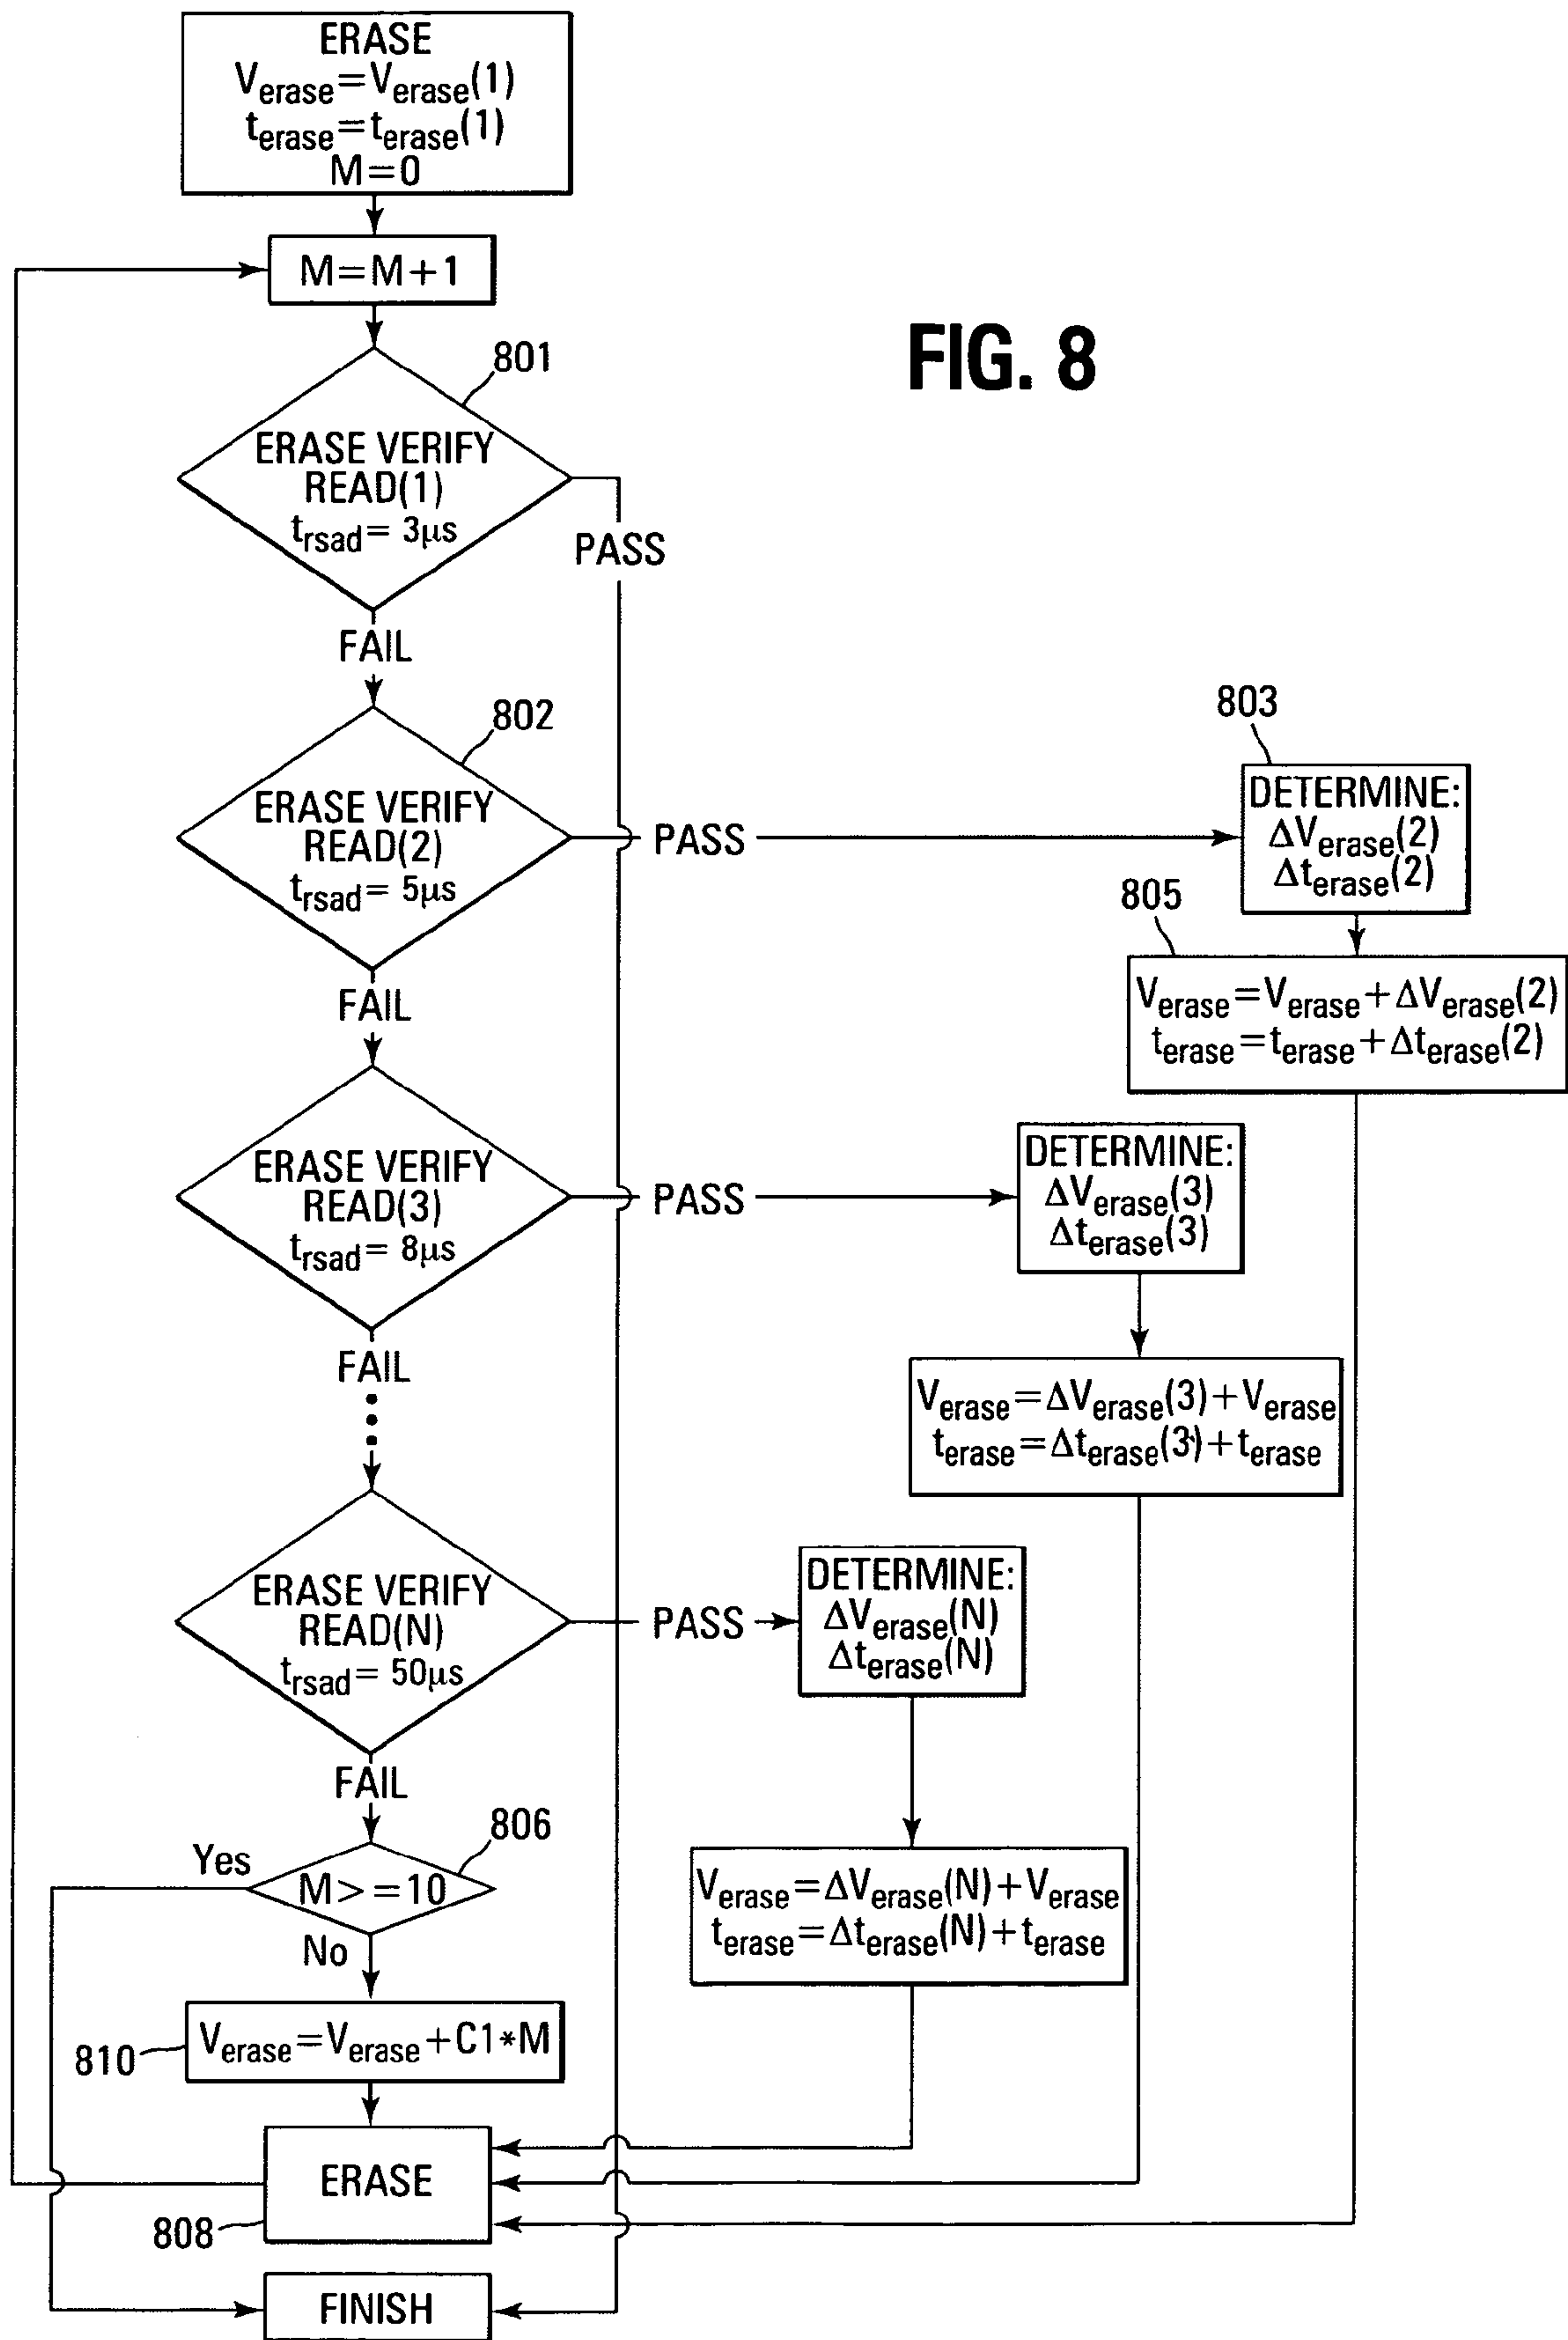 ERASE
Verase=Verase(1)
terase=terase(1)
M=0
M=M+1
FIG. 8
801
ERASE VERIFY
READ(1)
trsad= 3μs
PASS
FAIL
802
ERASE VERIFY
READ(2)
trsad= 5μs
PASS
803
DETERMINE:
ΔVerase(2)
Δterase(2)
805
Verase=Verase+ΔVerase(2)
terase=terase+Δterase(2)
FAIL
ERASE VERIFY
READ(3)
trsad= 8μs
PASS
DETERMINE:
ΔVerase(3)
Δterase(3)
Verase=ΔVerase(3)+Verase
terase=Δterase(3)+terase
FAIL
ERASE VERIFY
READ(N)
trsad= 50μs
PASS
DETERMINE:
ΔVerase(N)
Δterase(N)
Verase=ΔVerase(N)+Verase
terase=Δterase(N)+terase
FAIL
806
Yes
M>=10
No
810
Verase=Verase+C1*M
ERASE
808
FINISH